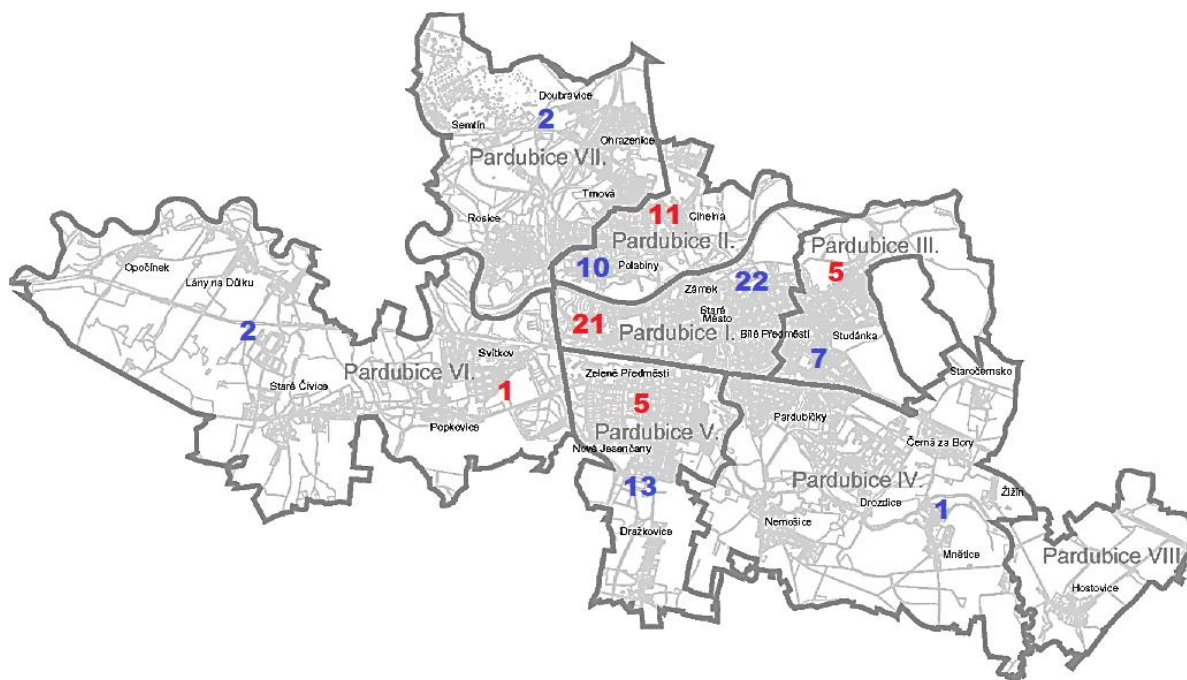 Doubravice
2
Semtín
Ohrazenice
Pardubice VII.
Trnová
11
Cihelna
Rosice
Pardubice II.
Pardubice III.
10
Polabiny
5
Opočínek
Lány na Důlku
22
Zámek
Staré
Město
21
Pardubice I.
Bílé Předměstí
Studánka
2
7
Svítkov
Pardubice VI.
Zelené Předměstí
Staročernsko
Staré Čívice
1
5
Pardubičky
Popkovice
Pardubice V.
Nové Jesenčany
Černá za Bory
13
Pardubice IV.
Žižín
Drozdice
1
Nemošice
Dražkovice
Mnětice
Pardubice VIII
Hostovice